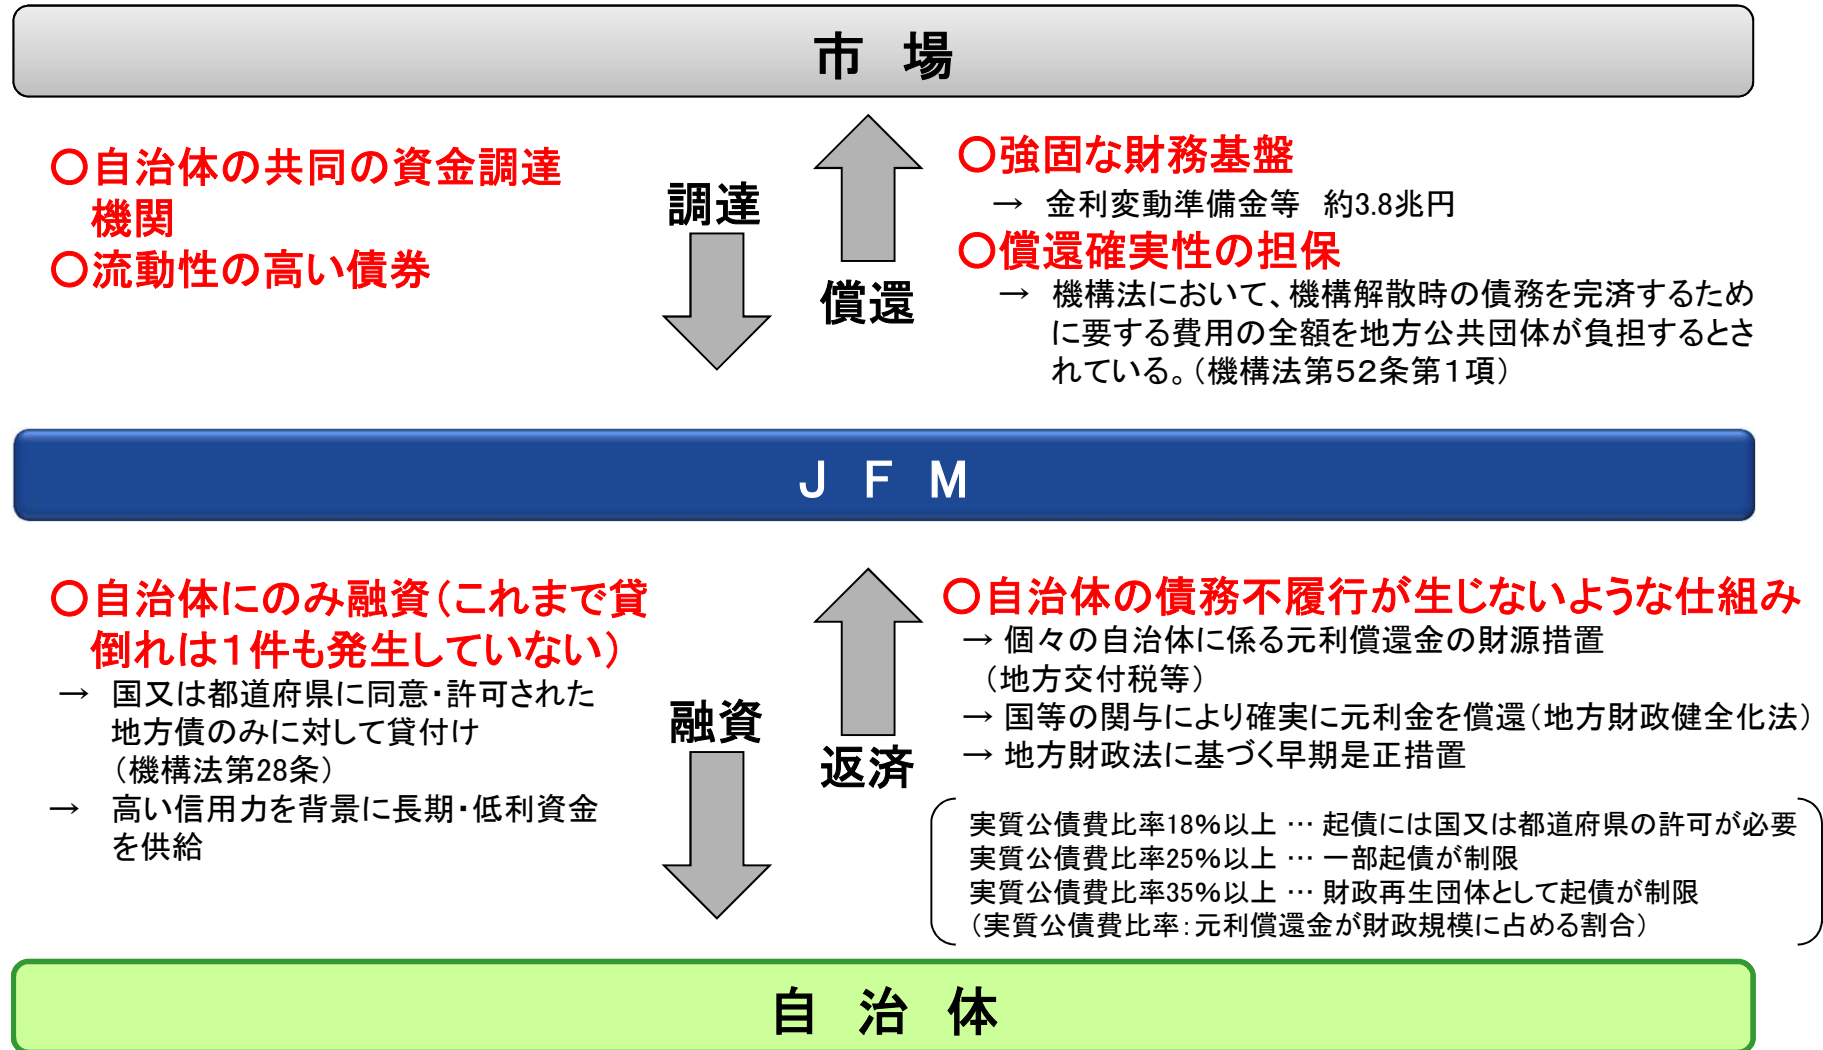 市 場
〇自治体の共同の資金調達
機関
〇流動性の高い債券
調達
償還
〇強固な財務基盤
→ 金利変動準備金等 約3.8兆円
〇償還確実性の担保
→ 機構法において、機構解散時の債務を完済するため
に要する費用の全額を地方公共団体が負担するとさ
れている。（機構法第５２条第１項）
J F M
〇自治体にのみ融資（これまで貸
倒れは１件も発生していない）
→ 国又は都道府県に同意・許可された
地方債のみに対して貸付け
（機構法第28条）
→ 高い信用力を背景に長期・低利資金
を供給
融資
返済
〇自治体の債務不履行が生じないような仕組み
→ 個々の自治体に係る元利償還金の財源措置
（地方交付税等）
→ 国等の関与により確実に元利金を償還（地方財政健全化法）
→ 地方財政法に基づく早期是正措置
実質公債費比率18％以上 … 起債には国又は都道府県の許可が必要
実質公債費比率25％以上 … 一部起債が制限
実質公債費比率35％以上 … 財政再生団体として起債が制限
（実質公債費比率：元利償還金が財政規模に占める割合）
自 治 体